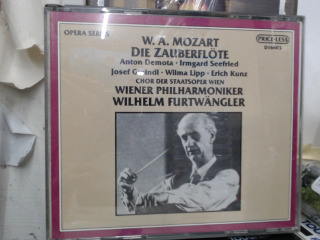 OPERA SERIES
PRICE-LESS
W. A. MOZART
DIE ZAUBERFLÖTE
Anton Demota · Irmgard Seefried
Josef Greindl · Wilma Lipp · Erich Kunz
CHOR DER STAATSOPER WIEN
WIENER PHILHARMONIKER
WILHELM FURTWÄNGLER